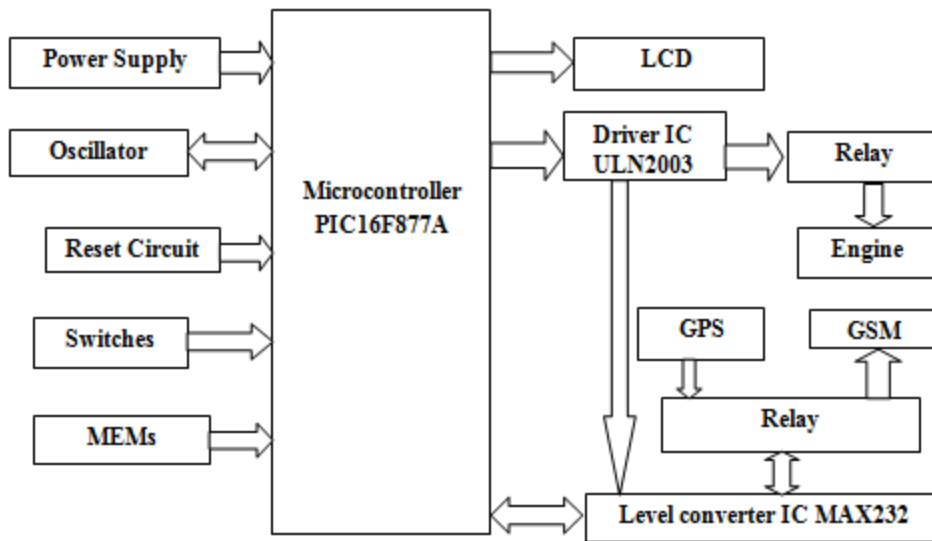 Power Supply
Oscillator
Reset Circuit
Switches
MEMs
Microcontroller
PIC16F877A
LCD
Driver IC
ULN2003
Relay
Engine
GPS
GSM
Relay
Level converter IC MAX232